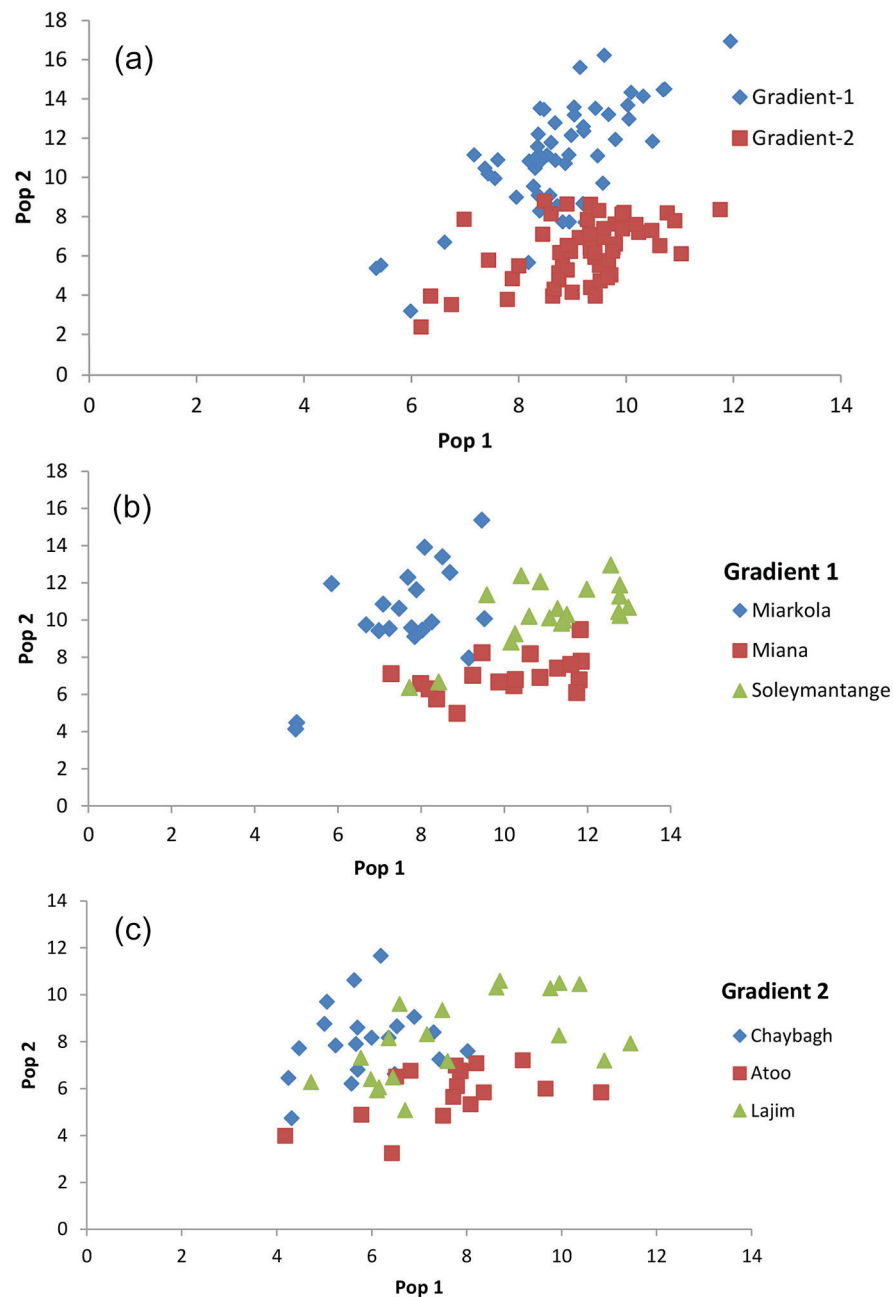 (a)
18
16
14
12
10
8
6
4
2
0
Pop 2
0 2 4 6 8 10 12 14
Pop 1
Gradient-1
Gradient-2
(b)
18
16
14
12
10
8
6
4
2
0
Pop 2
0 2 4 6 8 10 12 14
Pop 1
Gradient 1
Miarkola
Miana
Soleymantange
(c)
14
12
10
8
6
4
2
0
Pop 2
0 2 4 6 8 10 12 14
Pop 1
Gradient 2
Chaybagh
Atoo
Lajim